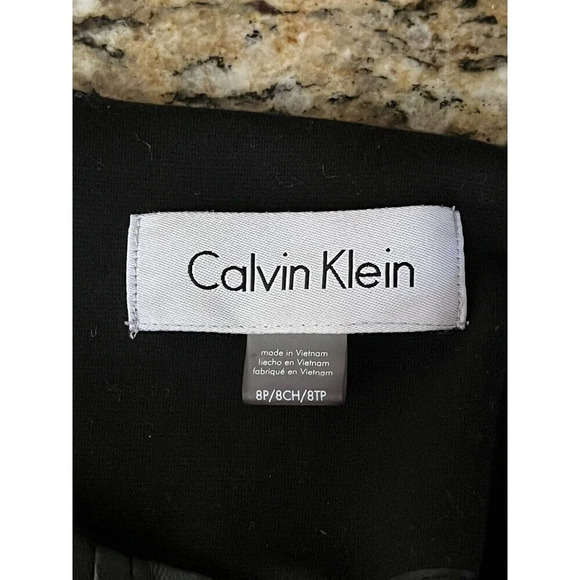 Calvin Klein
made in Vietnam
hecho en Vietnam
fabriqué en Vietnam
8P/8CH/8TP